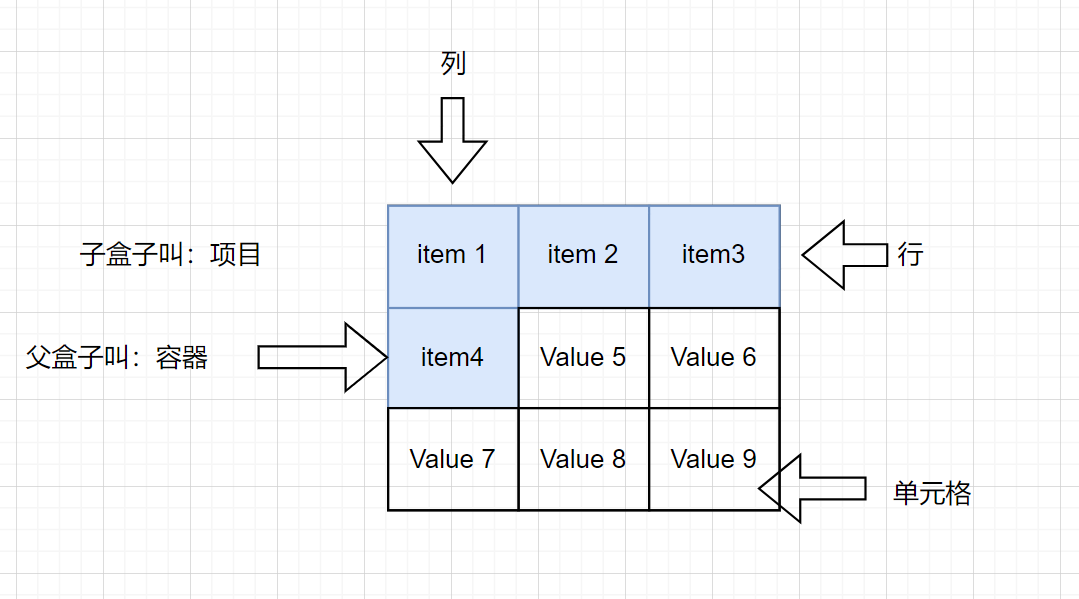 列
子盒子叫：项目
item 1
item 2
item3
行
父盒子叫：容器
item4
Value 5
Value 6
Value 7
Value 8
Value 9
单元格